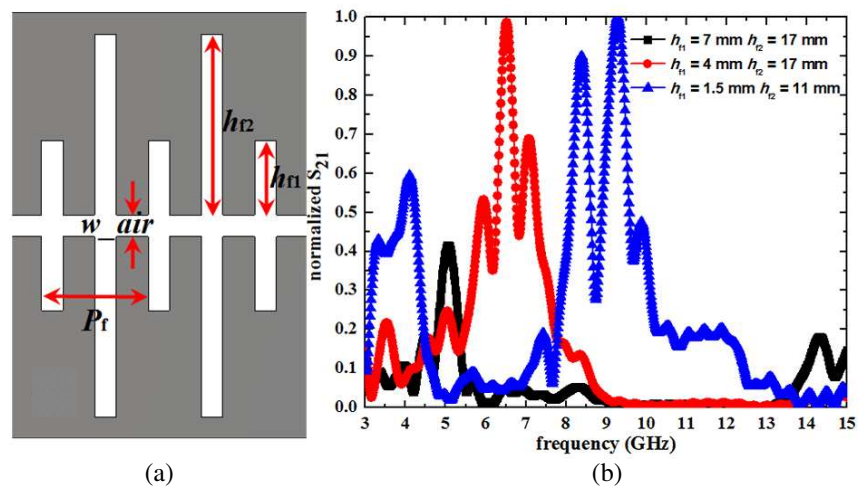 h_f2
h_f1
w_air
P_f
(a)
normalized S_21
1.0
0.9
0.8
0.7
0.6
0.5
0.4
0.3
0.2
0.1
0.0
h_f1 = 7 mm h_f2 = 17 mm
h_f1 = 4 mm h_f2 = 17 mm
h_f1 = 1.5 mm h_f2 = 11 mm
3 4 5 6 7 8 9 10 11 12 13 14 15
frequency (GHz)
(b)